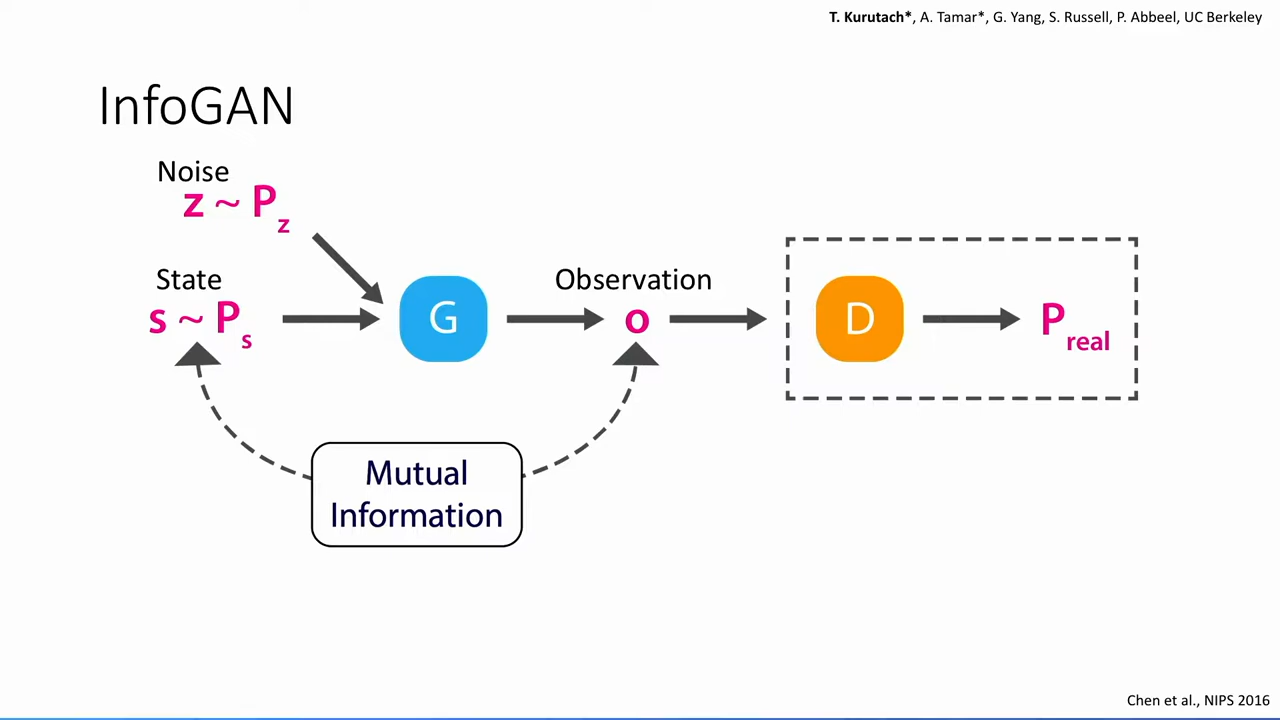 T. Kurutach*, A. Tamar*, G. Yang, S. Russell, P. Abbeel, UC Berkeley
InfoGAN
Noise
z ~ Pz
State
s ~ Ps
G
Observation
o
D
Preal
Mutual
Information
Chen et al., NIPS 2016